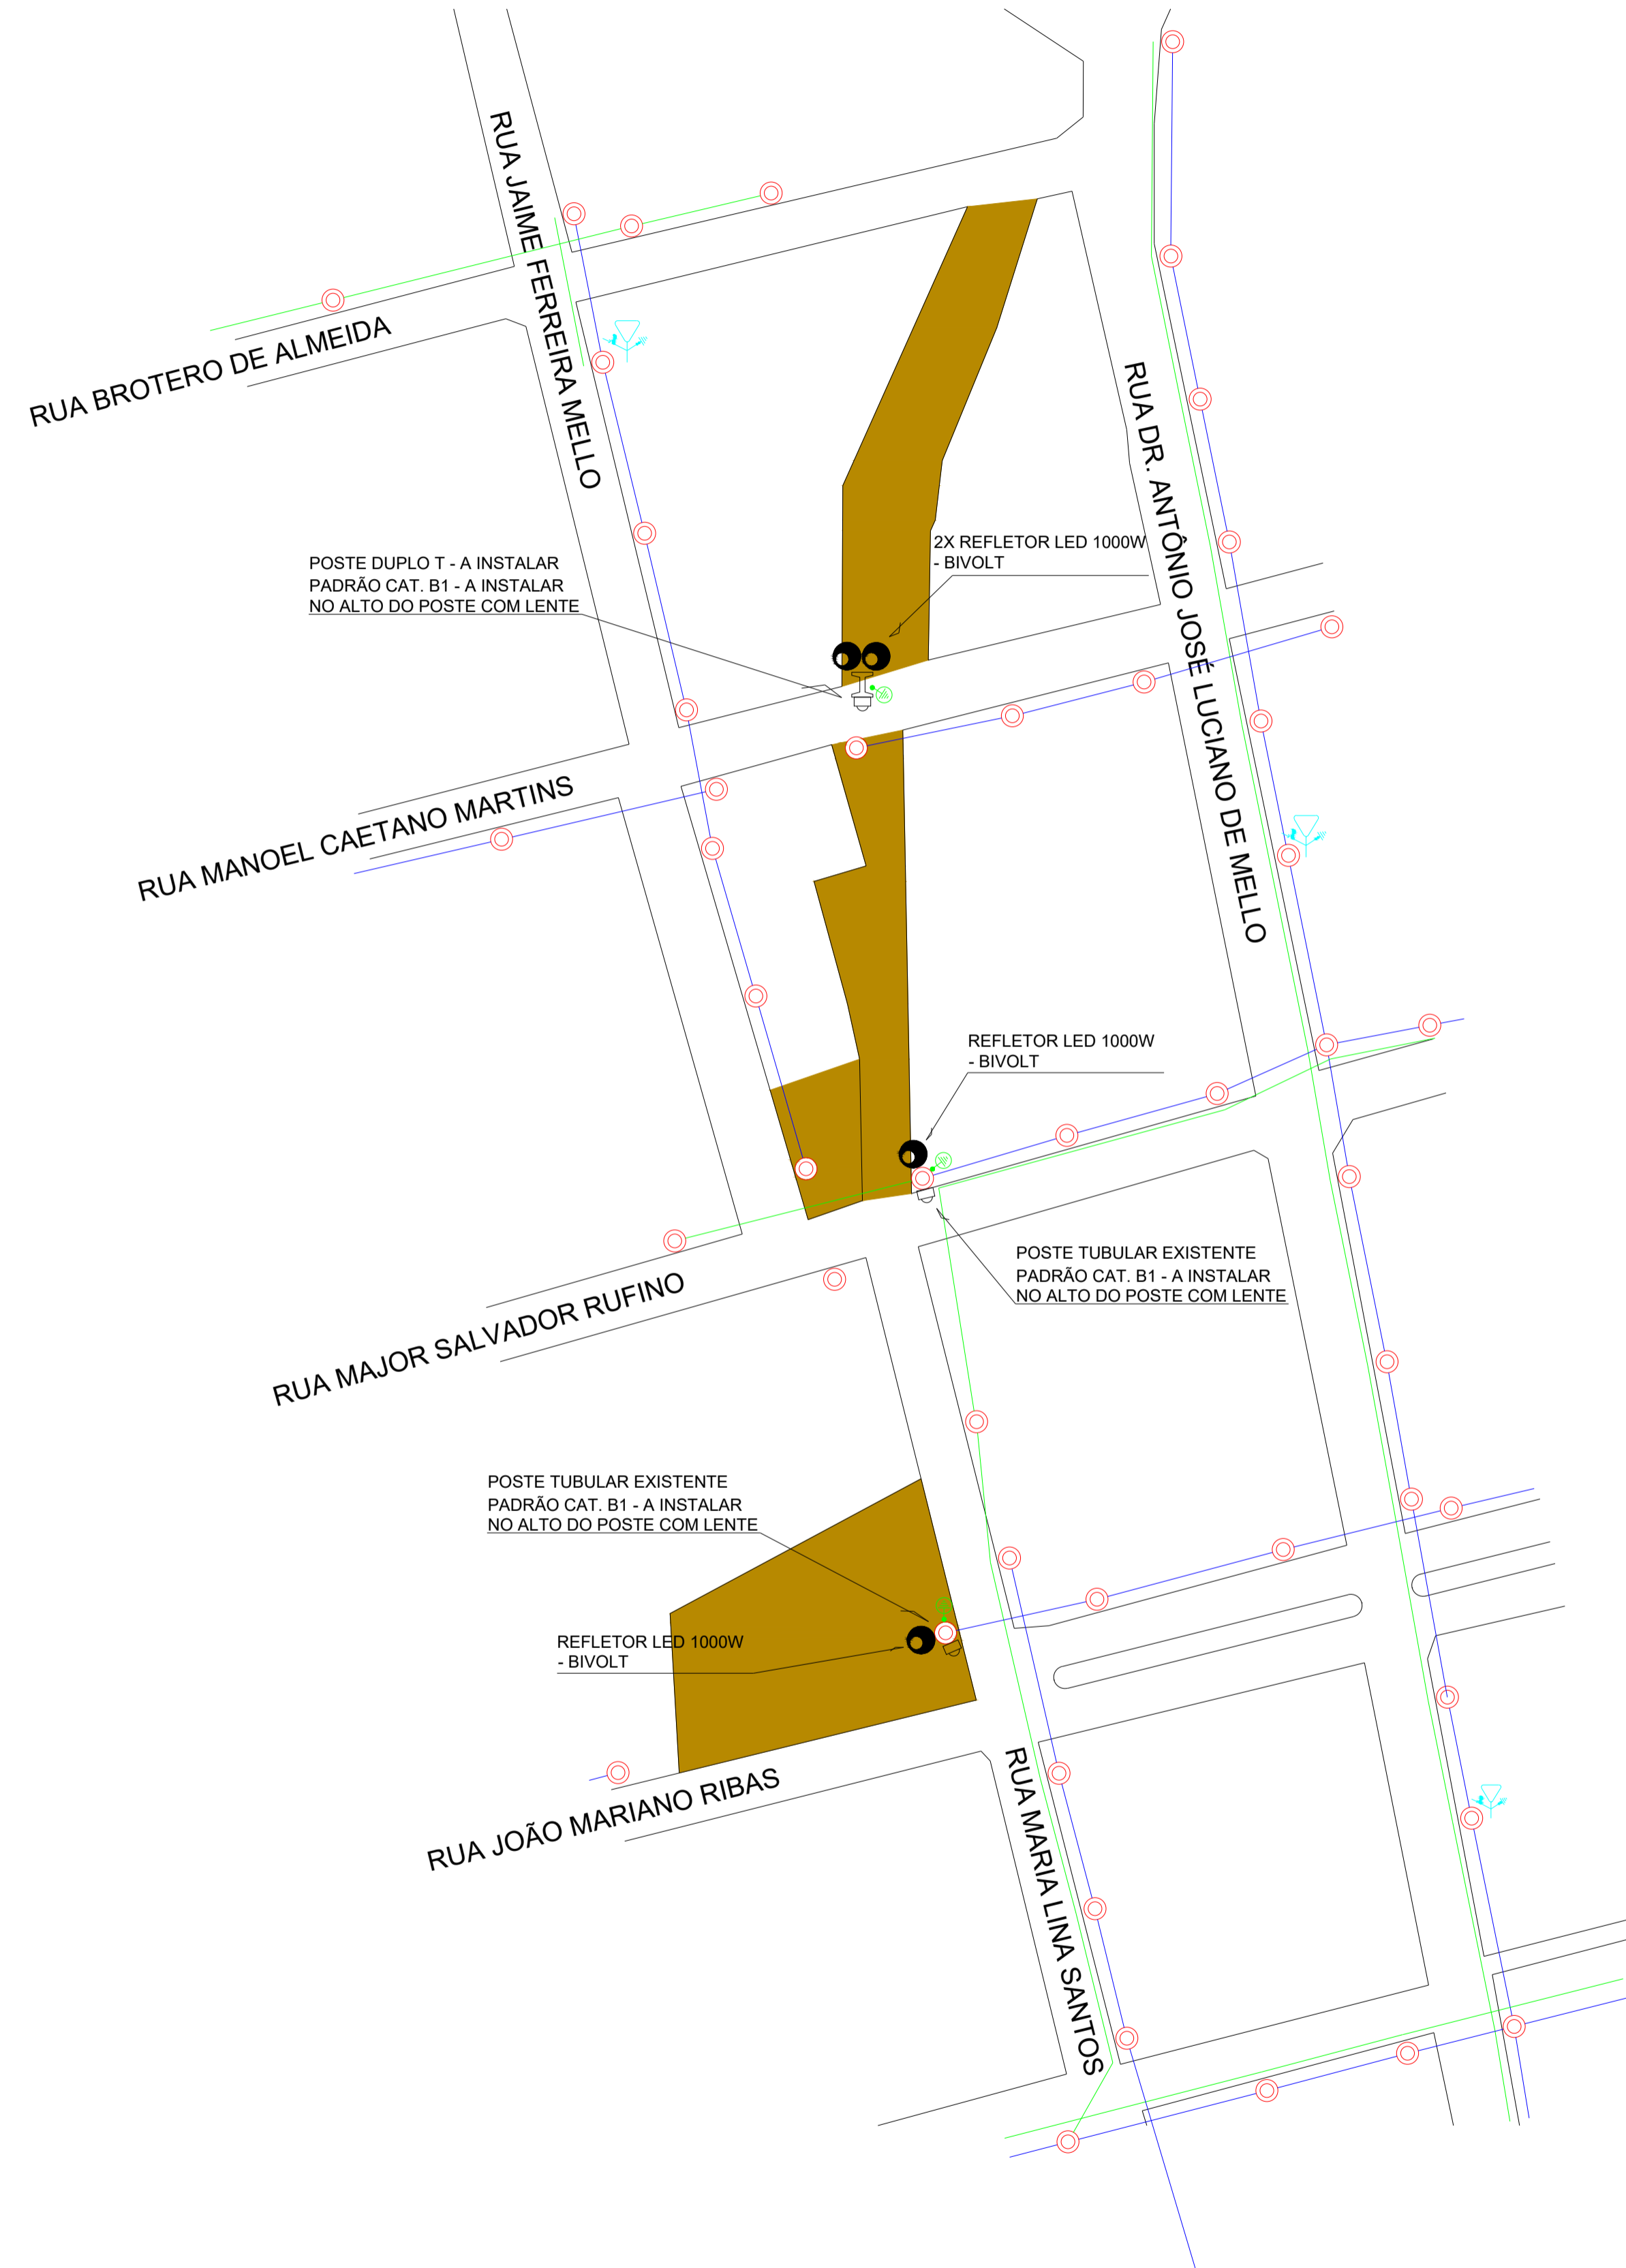 RUA JAIME FERREIRA MELLO
RUA BROTERO DE ALMEIDA
RUA DR. ANTÔNIO JOSÉ LUCIANO DE MELLO
2X REFLETOR LED 1000W
- BIVOLT
POSTE DUPLO T - A INSTALAR
PADRÃO CAT. B1 - A INSTALAR
NO ALTO DO POSTE COM LENTE
RUA MANOEL CAETANO MARTINS
REFLETOR LED 1000W
- BIVOLT
POSTE TUBULAR EXISTENTE
PADRÃO CAT. B1 - A INSTALAR
NO ALTO DO POSTE COM LENTE
RUA MAJOR SALVADOR RUFINO
POSTE TUBULAR EXISTENTE
PADRÃO CAT. B1 - A INSTALAR
NO ALTO DO POSTE COM LENTE
REFLETOR LED 1000W
- BIVOLT
RUA JOÃO MARIANO RIBAS
RUA MARIA LINA SANTOS